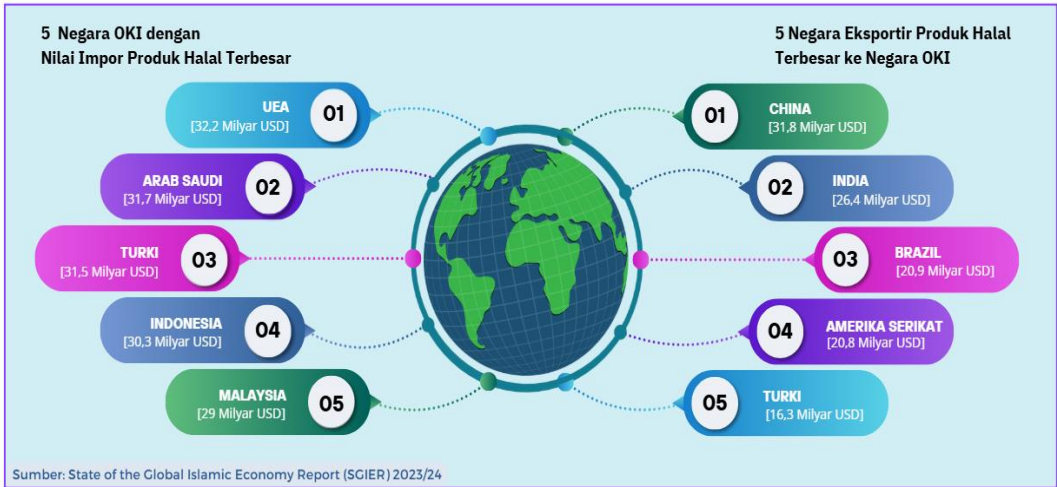 5 Negara OKI dengan
Nilai Impor Produk Halal Terbesar
UEA
[32,2 Milyar USD]
01
ARAB SAUDI
[31,7 Milyar USD]
02
TURKI
[31,5 Milyar USD]
03
INDONESIA
[30,3 Milyar USD]
04
MALAYSIA
[29 Milyar USD]
05
5 Negara Eksportir Produk Halal
Terbesar ke Negara OKI
01
CHINA
[31,8 Milyar USD]
02
INDIA
[26,4 Milyar USD]
03
BRAZIL
[20,9 Milyar USD]
04
AMERIKA SERIKAT
[20,8 Milyar USD]
05
TURKI
[16,3 Milyar USD]
Sumber: State of the Global Islamic Economy Report (SGIER) 2023/24